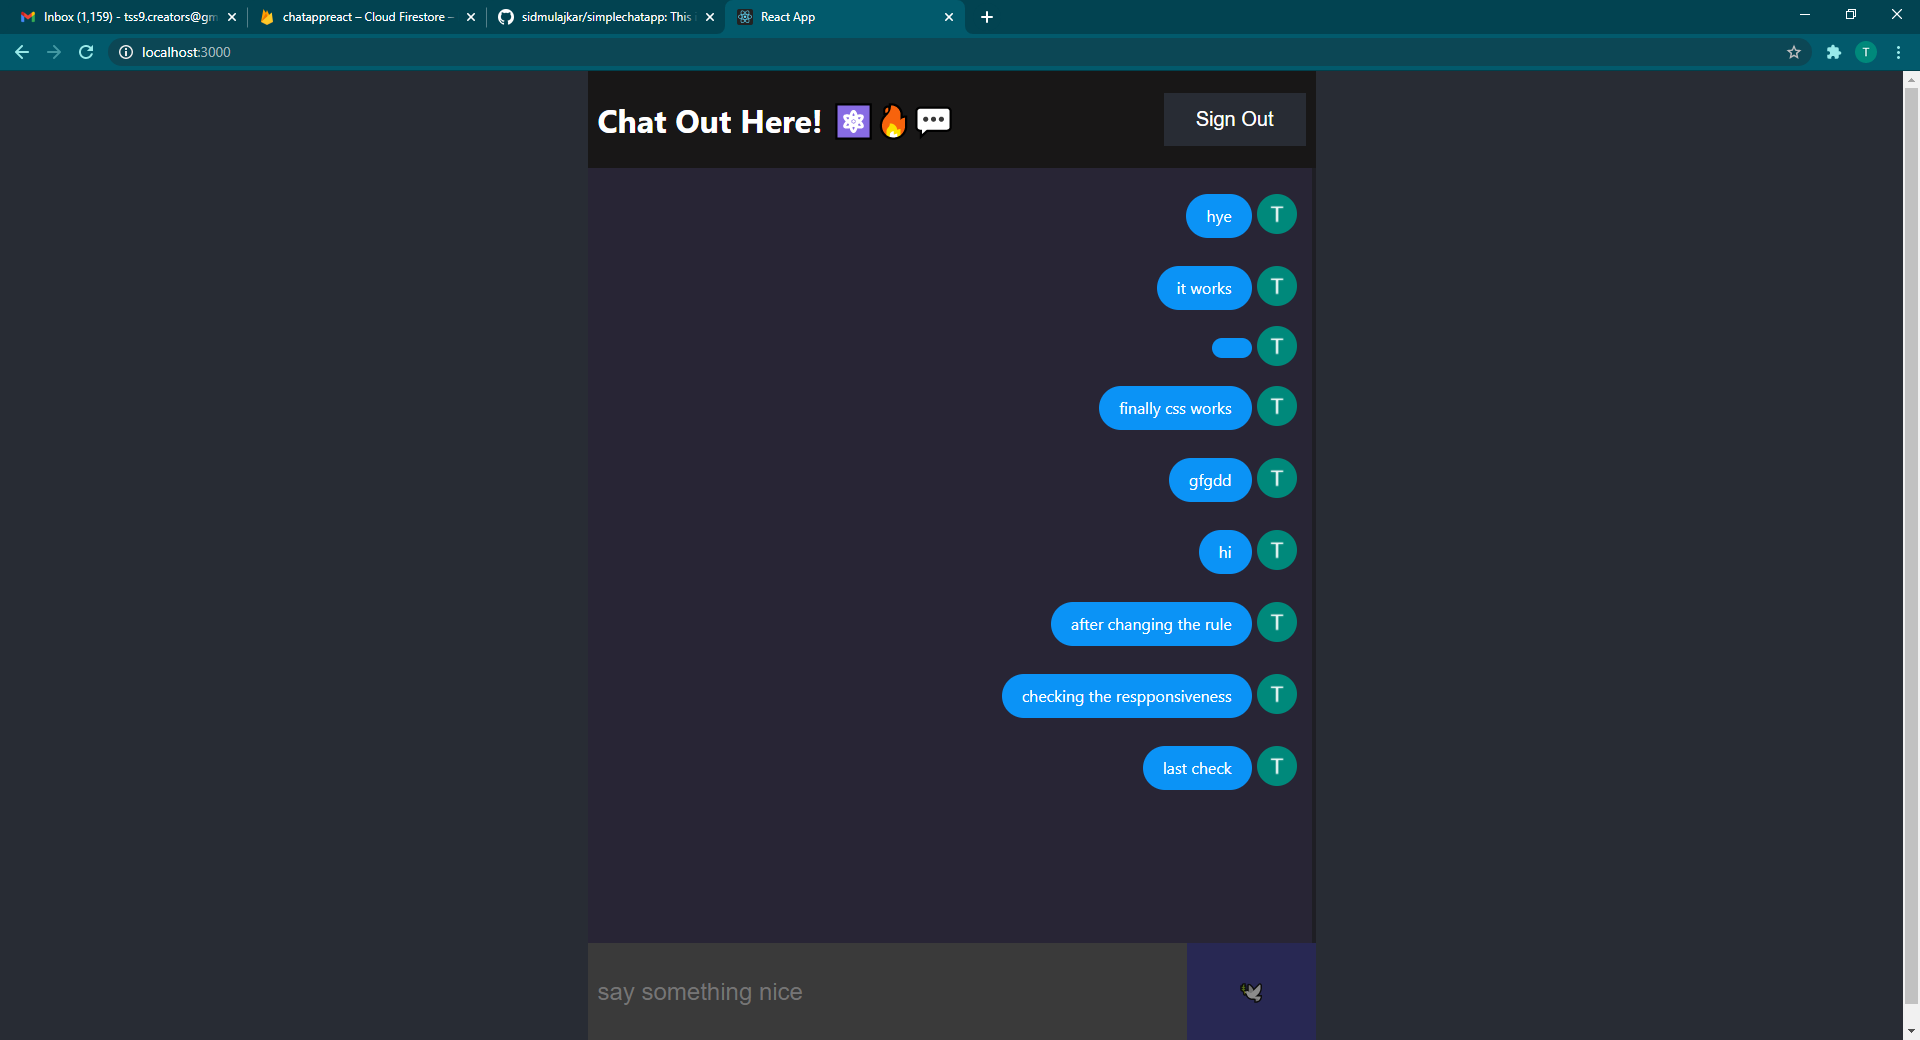 Inbox (1,159) - tss9.creators@gm
chatappreact – Cloud Firestore –
sidmulajkar/simplechatapp: This
React App
localhost:3000
T
Chat Out Here!
Sign Out
hye T
it works T
T
finally css works T
gfgdd T
hi T
after changing the rule T
checking the respponsiveness T
last check T
say something nice